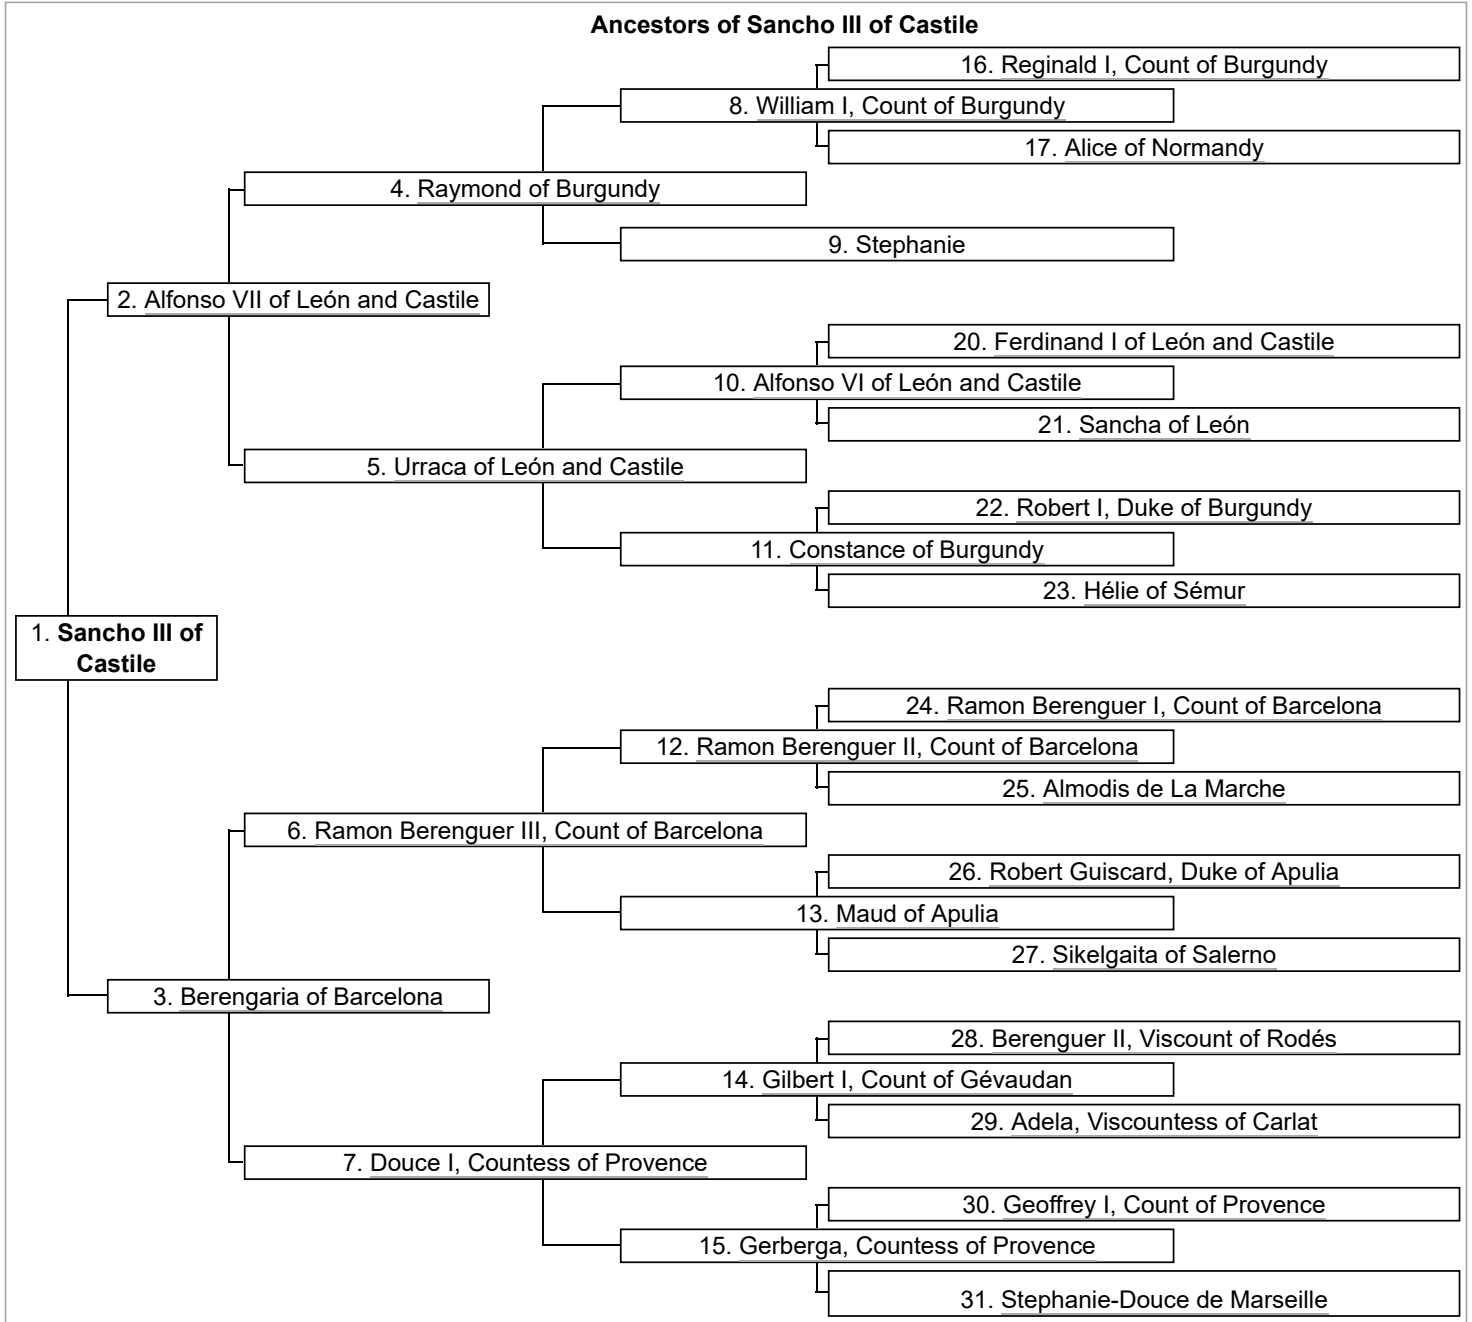 Ancestors of Sancho III of Castile
16. Reginald I, Count of Burgundy
8. William I, Count of Burgundy
17. Alice of Normandy
4. Raymond of Burgundy
9. Stephanie
2. Alfonso VII of León and Castile
20. Ferdinand I of León and Castile
10. Alfonso VI of León and Castile
21. Sancha of León
5. Urraca of León and Castile
22. Robert I, Duke of Burgundy
11. Constance of Burgundy
23. Hélie of Sémur
1. Sancho III of
Castile
24. Ramon Berenguer I, Count of Barcelona
12. Ramon Berenguer II, Count of Barcelona
25. Almodis de La Marche
6. Ramon Berenguer III, Count of Barcelona
26. Robert Guiscard, Duke of Apulia
13. Maud of Apulia
27. Sikelgaita of Salerno
3. Berengaria of Barcelona
28. Berenguer II, Viscount of Rodés
14. Gilbert I, Count of Gévaudan
29. Adela, Viscountess of Carlat
7. Douce I, Countess of Provence
30. Geoffrey I, Count of Provence
15. Gerberga, Countess of Provence
31. Stephanie-Douce de Marseille